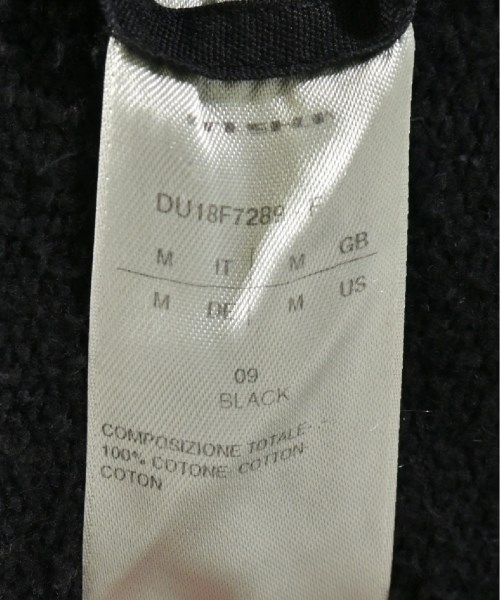 DU18F7289 - F
M IT M GB
M DE M US
09
BLACK
COMPOSIZIONE TOTALE:
100% COTONE COTTON
COTON